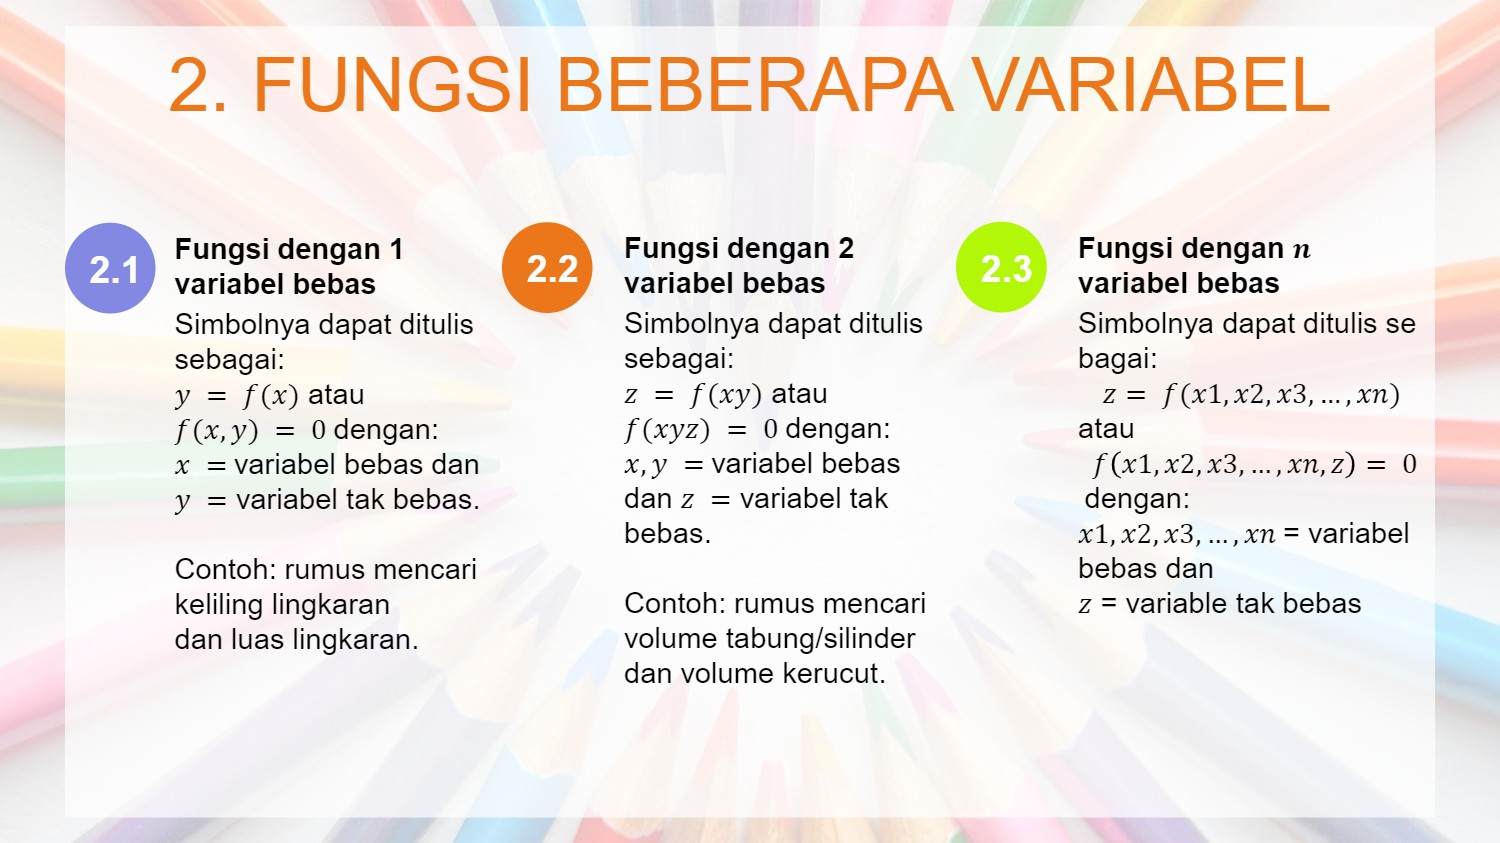 2. FUNGSI BEBERAPA VARIABEL
2.1
Fungsi dengan 1
variabel bebas
Simbolnya dapat ditulis
sebagai:
y = f(x) atau
f(x, y) = 0 dengan:
x = variabel bebas dan
y = variabel tak bebas.
Contoh: rumus mencari
keliling lingkaran
dan luas lingkaran.
2.2
Fungsi dengan 2
variabel bebas
Simbolnya dapat ditulis
sebagai:
z = f(xy) atau
f(xyz) = 0 dengan:
x, y = variabel bebas
dan z = variabel tak
bebas.
Contoh: rumus mencari
volume tabung/silinder
dan volume kerucut.
2.3
Fungsi dengan n
variabel bebas
Simbolnya dapat ditulis se
bagai:
z = f(x1, x2, x3, ... , xn)
atau
f(x1, x2, x3, ... , xn, z) = 0
dengan:
x1, x2, x3, ... , xn = variabel
bebas dan
z = variable tak bebas